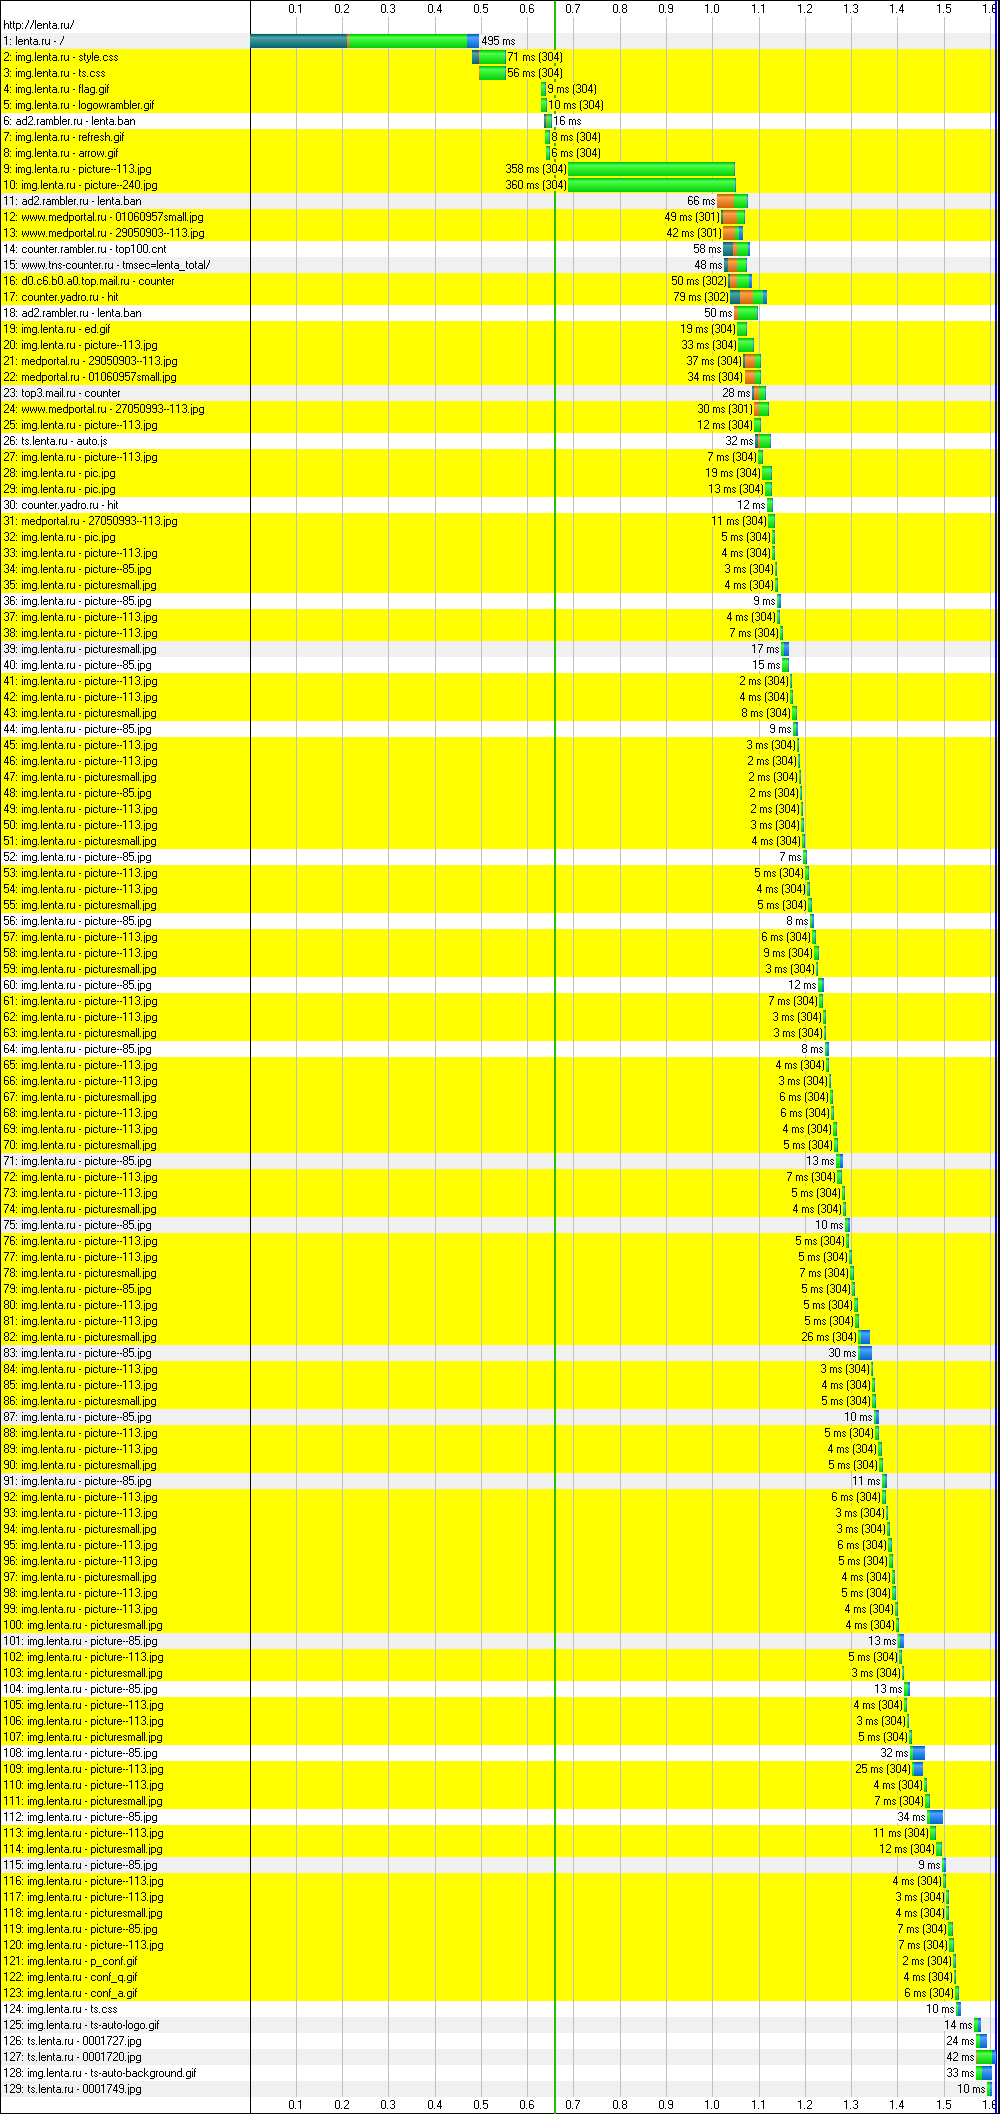 0.1 0.2 0.3 0.4 0.5 0.6 0.7 0.8 0.9 1.0 1.1 1.2 1.3 1.4 1.5 1.6
http://lenta.ru/
1: lenta.ru - / 495 ms
2: img.lenta.ru - style.css 71 ms (304)
3: img.lenta.ru - ts.css 56 ms (304)
4: img.lenta.ru - flag.gif 9 ms (304)
5: img.lenta.ru - logowrambler.gif 10 ms (304)
6: ad2.rambler.ru - lenta.ban 16 ms
7: img.lenta.ru - refresh.gif 8 ms (304)
8: img.lenta.ru - arrow.gif 6 ms (304)
9: img.lenta.ru - picture--113.jpg 358 ms (304)
10: img.lenta.ru - picture--240.jpg 360 ms (304)
11: ad2.rambler.ru - lenta.ban 66 ms
12: www.medportal.ru - 01060957small.jpg 49 ms (301)
13: www.medportal.ru - 29050903--113.jpg 42 ms (301)
14: counter.rambler.ru - top100.cnt 58 ms
15: www.tns-counter.ru - tmsec=lenta_total/ 48 ms
16: d0.c6.b0.a0.top.mail.ru - counter 50 ms (302)
17: counter.yadro.ru - hit 79 ms (302)
18: ad2.rambler.ru - lenta.ban 50 ms
19: img.lenta.ru - ed.gif 19 ms (304)
20: img.lenta.ru - picture--113.jpg 33 ms (304)
21: medportal.ru - 29050903--113.jpg 37 ms (304)
22: medportal.ru - 01060957small.jpg 34 ms (304)
23: top3.mail.ru - counter 28 ms
24: www.medportal.ru - 27050993--113.jpg 30 ms (301)
25: img.lenta.ru - picture--113.jpg 12 ms (304)
26: ts.lenta.ru - auto.js 32 ms
27: img.lenta.ru - picture--113.jpg 7 ms (304)
28: img.lenta.ru - pic.jpg 19 ms (304)
29: img.lenta.ru - pic.jpg 13 ms (304)
30: counter.yadro.ru - hit 12 ms
31: medportal.ru - 27050993--113.jpg 11 ms (304)
32: img.lenta.ru - pic.jpg 5 ms (304)
33: img.lenta.ru - picture--113.jpg 4 ms (304)
34: img.lenta.ru - picture--85.jpg 3 ms (304)
35: img.lenta.ru - picturesmall.jpg 4 ms (304)
36: img.lenta.ru - picture--85.jpg 9 ms
37: img.lenta.ru - picture--113.jpg 4 ms (304)
38: img.lenta.ru - picture--113.jpg 7 ms (304)
39: img.lenta.ru - picturesmall.jpg 17 ms
40: img.lenta.ru - picture--85.jpg 15 ms
41: img.lenta.ru - picture--113.jpg 2 ms (304)
42: img.lenta.ru - picture--113.jpg 4 ms (304)
43: img.lenta.ru - picturesmall.jpg 8 ms (304)
44: img.lenta.ru - picture--85.jpg 9 ms
45: img.lenta.ru - picture--113.jpg 3 ms (304)
46: img.lenta.ru - picture--113.jpg 2 ms (304)
47: img.lenta.ru - picturesmall.jpg 2 ms (304)
48: img.lenta.ru - picture--85.jpg 2 ms (304)
49: img.lenta.ru - picture--113.jpg 2 ms (304)
50: img.lenta.ru - picture--113.jpg 3 ms (304)
51: img.lenta.ru - picturesmall.jpg 4 ms (304)
52: img.lenta.ru - picture--85.jpg 7 ms
53: img.lenta.ru - picture--113.jpg 5 ms (304)
54: img.lenta.ru - picture--113.jpg 4 ms (304)
55: img.lenta.ru - picturesmall.jpg 5 ms (304)
56: img.lenta.ru - picture--85.jpg 8 ms
57: img.lenta.ru - picture--113.jpg 6 ms (304)
58: img.lenta.ru - picture--113.jpg 9 ms (304)
59: img.lenta.ru - picturesmall.jpg 3 ms (304)
60: img.lenta.ru - picture--85.jpg 12 ms
61: img.lenta.ru - picture--113.jpg 7 ms (304)
62: img.lenta.ru - picture--113.jpg 3 ms (304)
63: img.lenta.ru - picturesmall.jpg 3 ms (304)
64: img.lenta.ru - picture--85.jpg 8 ms
65: img.lenta.ru - picture--113.jpg 4 ms (304)
66: img.lenta.ru - picture--113.jpg 3 ms (304)
67: img.lenta.ru - picturesmall.jpg 6 ms (304)
68: img.lenta.ru - picture--113.jpg 6 ms (304)
69: img.lenta.ru - picture--113.jpg 4 ms (304)
70: img.lenta.ru - picturesmall.jpg 5 ms (304)
71: img.lenta.ru - picture--85.jpg 13 ms
72: img.lenta.ru - picture--113.jpg 7 ms (304)
73: img.lenta.ru - picture--113.jpg 5 ms (304)
74: img.lenta.ru - picturesmall.jpg 4 ms (304)
75: img.lenta.ru - picture--85.jpg 10 ms
76: img.lenta.ru - picture--113.jpg 5 ms (304)
77: img.lenta.ru - picture--113.jpg 5 ms (304)
78: img.lenta.ru - picturesmall.jpg 7 ms (304)
79: img.lenta.ru - picture--85.jpg 5 ms (304)
80: img.lenta.ru - picture--113.jpg 5 ms (304)
81: img.lenta.ru - picture--113.jpg 5 ms (304)
82: img.lenta.ru - picturesmall.jpg 26 ms (304)
83: img.lenta.ru - picture--85.jpg 30 ms
84: img.lenta.ru - picture--113.jpg 3 ms (304)
85: img.lenta.ru - picture--113.jpg 4 ms (304)
86: img.lenta.ru - picturesmall.jpg 5 ms (304)
87: img.lenta.ru - picture--85.jpg 10 ms
88: img.lenta.ru - picture--113.jpg 5 ms (304)
89: img.lenta.ru - picture--113.jpg 4 ms (304)
90: img.lenta.ru - picturesmall.jpg 5 ms (304)
91: img.lenta.ru - picture--85.jpg 11 ms
92: img.lenta.ru - picture--113.jpg 6 ms (304)
93: img.lenta.ru - picture--113.jpg 3 ms (304)
94: img.lenta.ru - picturesmall.jpg 3 ms (304)
95: img.lenta.ru - picture--113.jpg 6 ms (304)
96: img.lenta.ru - picture--113.jpg 5 ms (304)
97: img.lenta.ru - picturesmall.jpg 4 ms (304)
98: img.lenta.ru - picture--113.jpg 5 ms (304)
99: img.lenta.ru - picture--113.jpg 4 ms (304)
100: img.lenta.ru - picturesmall.jpg 4 ms (304)
101: img.lenta.ru - picture--85.jpg 13 ms
102: img.lenta.ru - picture--113.jpg 5 ms (304)
103: img.lenta.ru - picturesmall.jpg 3 ms (304)
104: img.lenta.ru - picture--85.jpg 13 ms
105: img.lenta.ru - picture--113.jpg 4 ms (304)
106: img.lenta.ru - picture--113.jpg 3 ms (304)
107: img.lenta.ru - picturesmall.jpg 5 ms (304)
108: img.lenta.ru - picture--85.jpg 32 ms
109: img.lenta.ru - picture--113.jpg 25 ms (304)
110: img.lenta.ru - picture--113.jpg 4 ms (304)
111: img.lenta.ru - picturesmall.jpg 7 ms (304)
112: img.lenta.ru - picture--85.jpg 34 ms
113: img.lenta.ru - picture--113.jpg 11 ms (304)
114: img.lenta.ru - picturesmall.jpg 12 ms (304)
115: img.lenta.ru - picture--85.jpg 9 ms
116: img.lenta.ru - picture--113.jpg 4 ms (304)
117: img.lenta.ru - picture--113.jpg 3 ms (304)
118: img.lenta.ru - picturesmall.jpg 4 ms (304)
119: img.lenta.ru - picture--85.jpg 7 ms (304)
120: img.lenta.ru - picture--113.jpg 7 ms (304)
121: img.lenta.ru - p_conf.gif 2 ms (304)
122: img.lenta.ru - conf_q.gif 4 ms (304)
123: img.lenta.ru - conf_a.gif 6 ms (304)
124: img.lenta.ru - ts.css 10 ms
125: img.lenta.ru - ts-auto-logo.gif 14 ms
126: ts.lenta.ru - 0001727.jpg 24 ms
127: ts.lenta.ru - 0001720.jpg 42 ms
128: img.lenta.ru - ts-auto-background.gif 33 ms
129: ts.lenta.ru - 0001749.jpg 10 ms
0.1 0.2 0.3 0.4 0.5 0.6 0.7 0.8 0.9 1.0 1.1 1.2 1.3 1.4 1.5 1.6